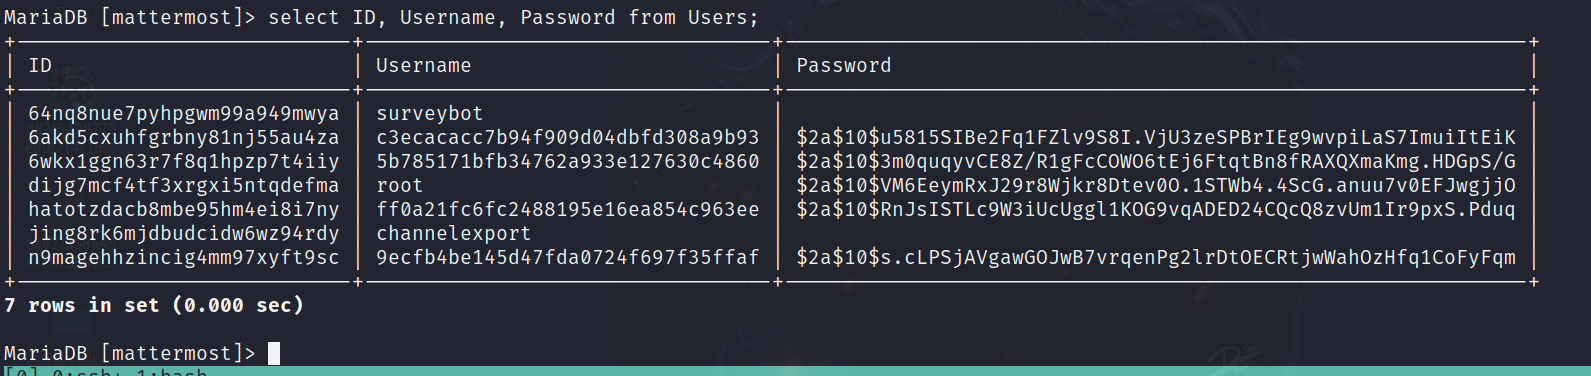 MariaDB [mattermost]> select ID, Username, Password from Users;
| ID | Username | Password |
| 64nq8nue7pyhpgwm99a949mwya | surveybot | |
| 6akd5cxuhfgrbny81nj55au4za | c3ecacacc7b94f909d04dbfd308a9b93 | $2a$10$u5815SIBe2Fq1FZlv9S8I.VjU3zeSPBrIEg9wvpiLaS7ImuiItEiK |
| 6wkx1ggn63r7f8q1hpzp7t4iiy | 5b785171bfb34762a933e127630c4860 | $2a$10$3m0quqyvCE8Z/R1gFcCOWO6tEj6FtqtBn8fRAXQXmaKmg.HDGpS/G |
| dijg7mcf4tf3xrgxi5ntqdefma | root | $2a$10$VM6EeymRxJ29r8Wjkr8Dtev0O.1STWb4.4ScG.anuu7v0EFJwgjjO |
| hatotzdacb8mbe95hm4ei8i7ny | ff0a21fc6fc2488195e16ea854c963ee | $2a$10$RnJsISTLc9W3iUcUggl1KOG9vqADED24CQcQ8zvUm1Ir9pxS.Pduq |
| jing8rk6mjdbudcidw6wz94rdy | channelexport | |
| n9magehhzincig4mm97xyft9sc | 9ecfb4be145d47fda0724f697f35ffaf | $2a$10$s.cLPSjAVgawGOJwB7vrqenPg2lrDtOECRtjwWahOzHfq1CoFyFqm |
7 rows in set (0.000 sec)
MariaDB [mattermost]>
[0] 0:ssh* 1:bash